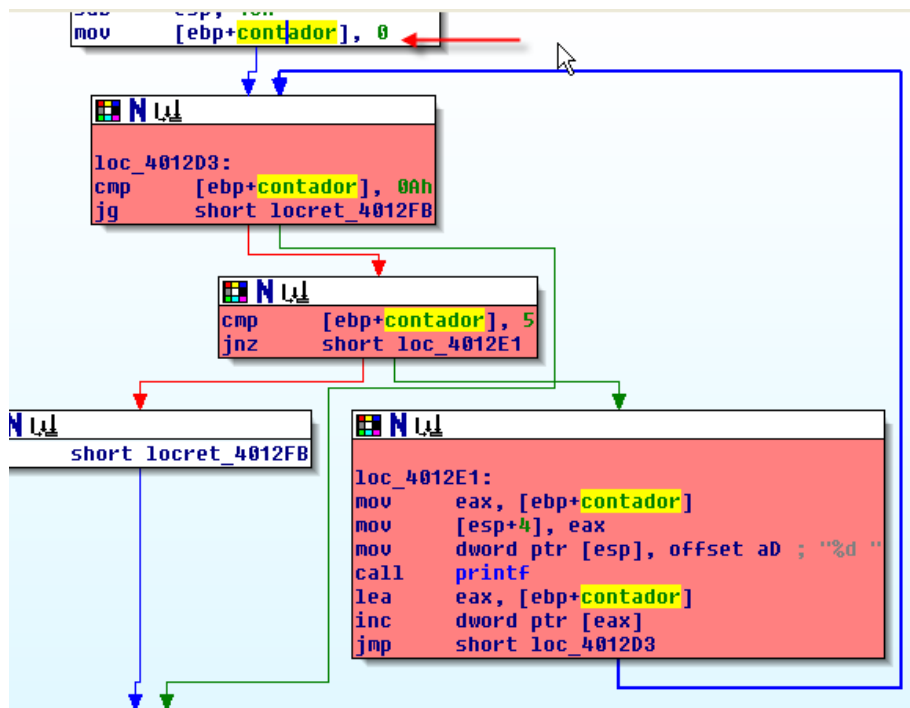 mov [ebp+contador], 0
N
loc_4012D3:
cmp [ebp+contador], 0Ah
jg short locret_4012FB
N
cmp [ebp+contador], 5
jnz short loc_4012E1
N
short locret_4012FB
N
loc_4012E1:
mov eax, [ebp+contador]
mov [esp+4], eax
mov dword ptr [esp], offset aD ; "%d "
call printf
lea eax, [ebp+contador]
inc dword ptr [eax]
jmp short loc_4012D3